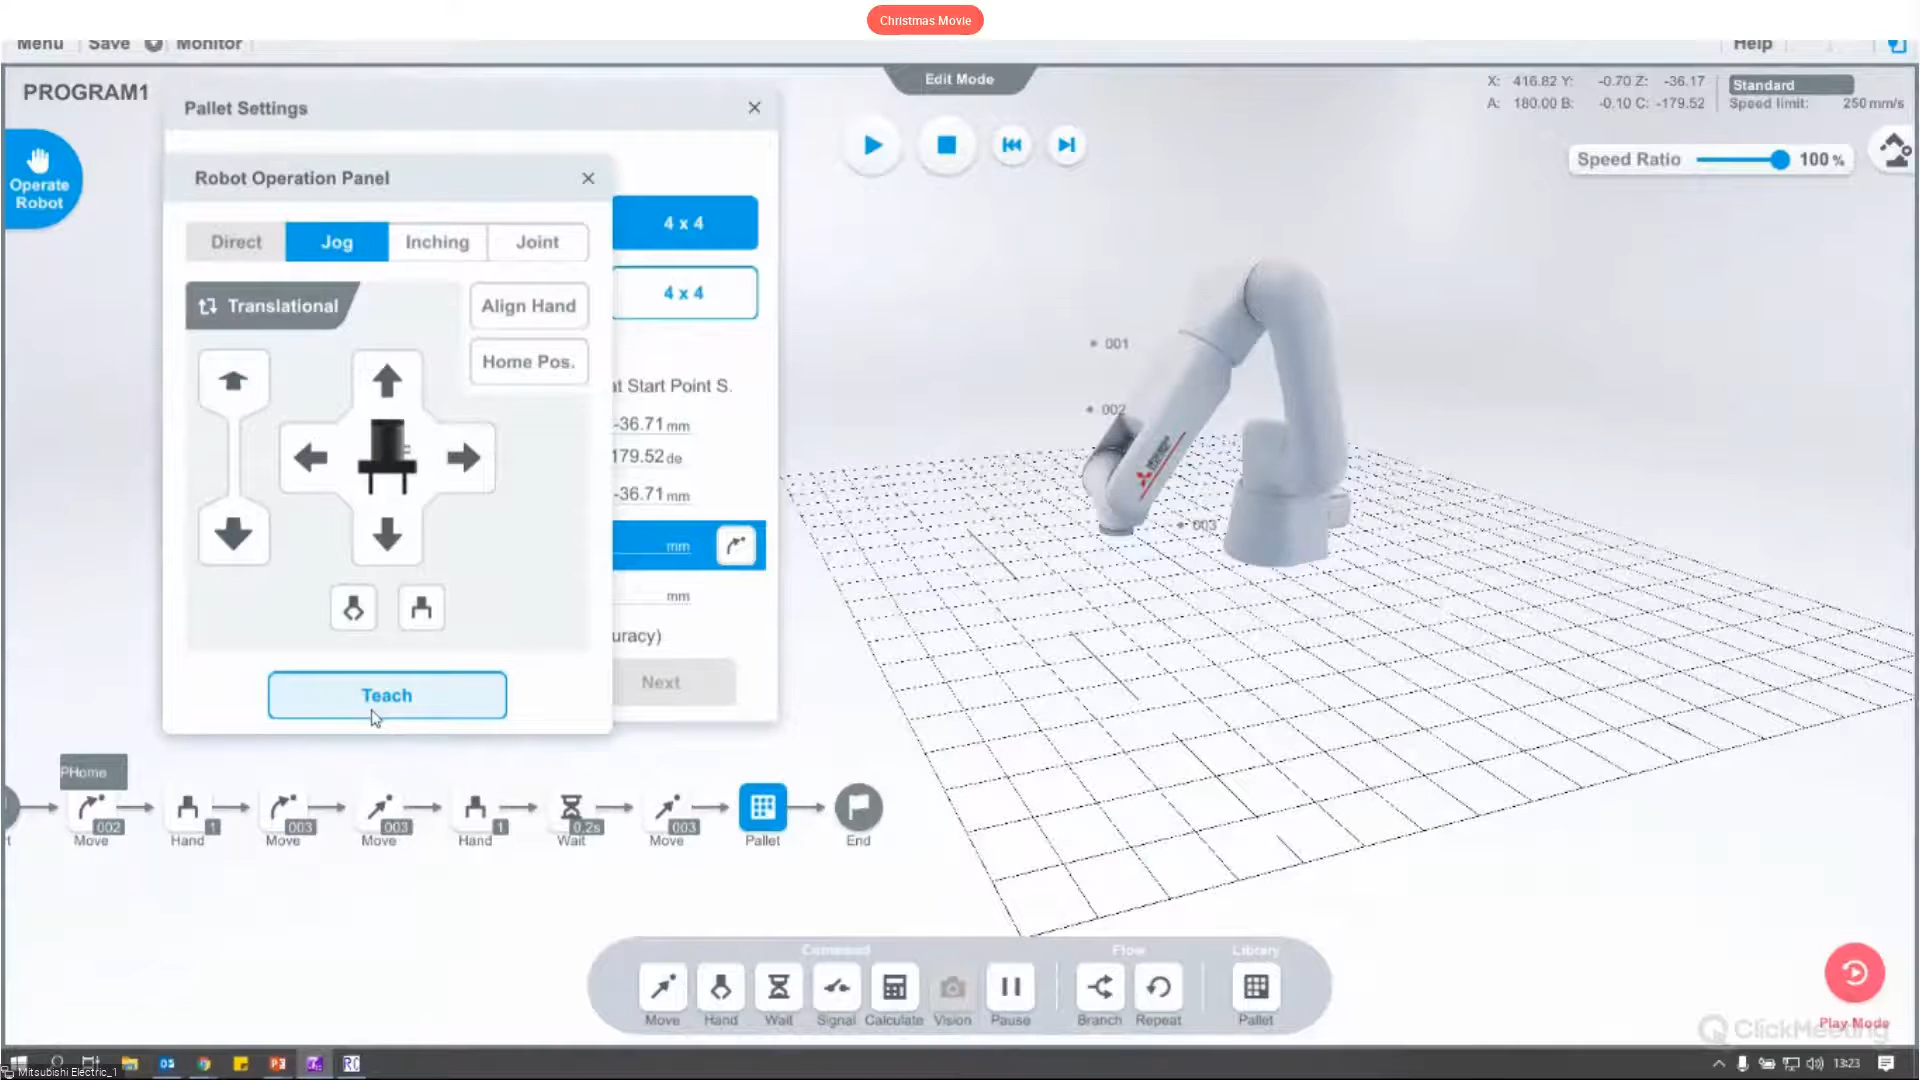 Christmas Movie
Menu Save Monitor
Help
PROGRAM1
Pallet Settings
Edit Mode
X: 416.82 Y: -0.70 Z: -36.17
A: 180.00 B: -0.10 C: -179.52
Standard
Speed limit: 250 mm/s
Operate
Robot
Robot Operation Panel
Speed Ratio 100 %
Direct Jog Inching Joint
4 x 4
4 x 4
Translational
Align Hand
Home Pos.
at Start Point S.
-36.71 mm
179.52 de
-36.71 mm
mm
mm
uracy)
Teach
Next
001
002
003
PHome
002
1
003
003
1
0,2s
003
Move Hand Move Move Hand Wait Move Pallet End
Command Flow Library
Move Hand Wait Signal Calculate Vision Pause Branch Repeat Pallet
Play Mode
Mitsubishi Electric_1
13:23